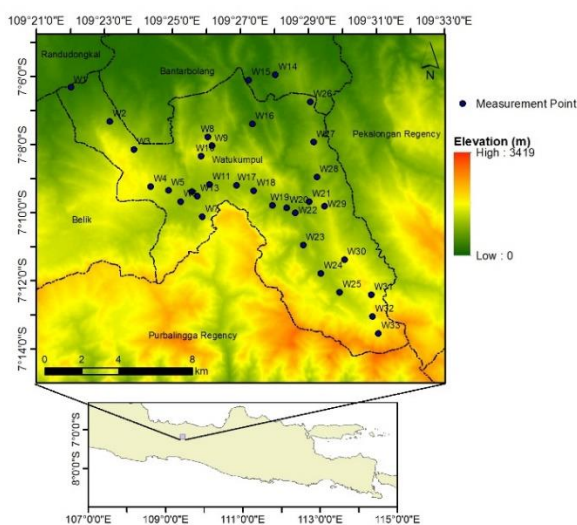 109°21'0"E 109°23'0"E 109°25'0"E 109°27'0"E 109°29'0"E 109°31'0"E 109°33'0"E
Randudongkal
Bantarbolang
W14
W15
7°6'0"S
W1
W26
N
Measurement Point
W2
W16
Pekalongan Regency
W8
W27
Elevation (m)
7°8'0"S
W3
W9
High : 3419
W10
Watukumpul
W28
W4
W5
W11
W17
W18
W13
W21
7°10'0"S
W19
W20
W29
W22
Belik
Low : 0
W23
W30
7°12'0"S
W24
W25
W31
W32
Purbalingga Regency
W33
7°14'0"S
0 2 4 8
km
7°0'0"S
8°0'0"S
107°0'0"E 109°0'0"E 111°0'0"E 113°0'0"E 115°0'0"E